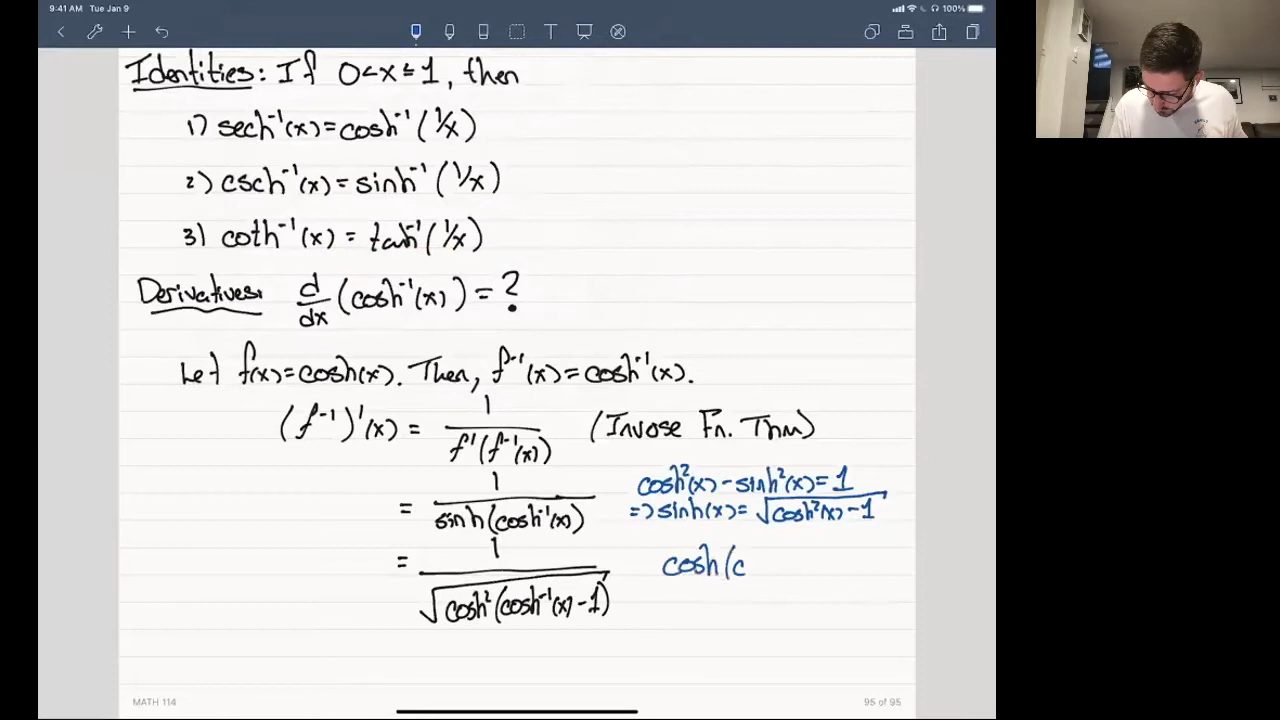 9:41 AM Tue Jan 9
100%
Identities: If 0<x≤1, then
1) sech⁻¹(x)=cosh⁻¹(1/x)
2) csch⁻¹(x)=sinh⁻¹(1/x)
3) coth⁻¹(x)=tanh⁻¹(1/x)
Derivatives: d/dx (cosh⁻¹(x))=?
Let f(x)=cosh(x). Then, f⁻¹(x)=cosh⁻¹(x).
(f⁻¹)'(x) = 1/f'(f⁻¹(x)) (Invose Fn. Thm)
= 1/sinh(cosh⁻¹(x)) cosh²(x)-sinh²(x)=1
=>sinh(x)=√cosh²(x)-1
= 1/√cosh²(cosh⁻¹(x)-1) cosh(c
MATH 114
95 of 95